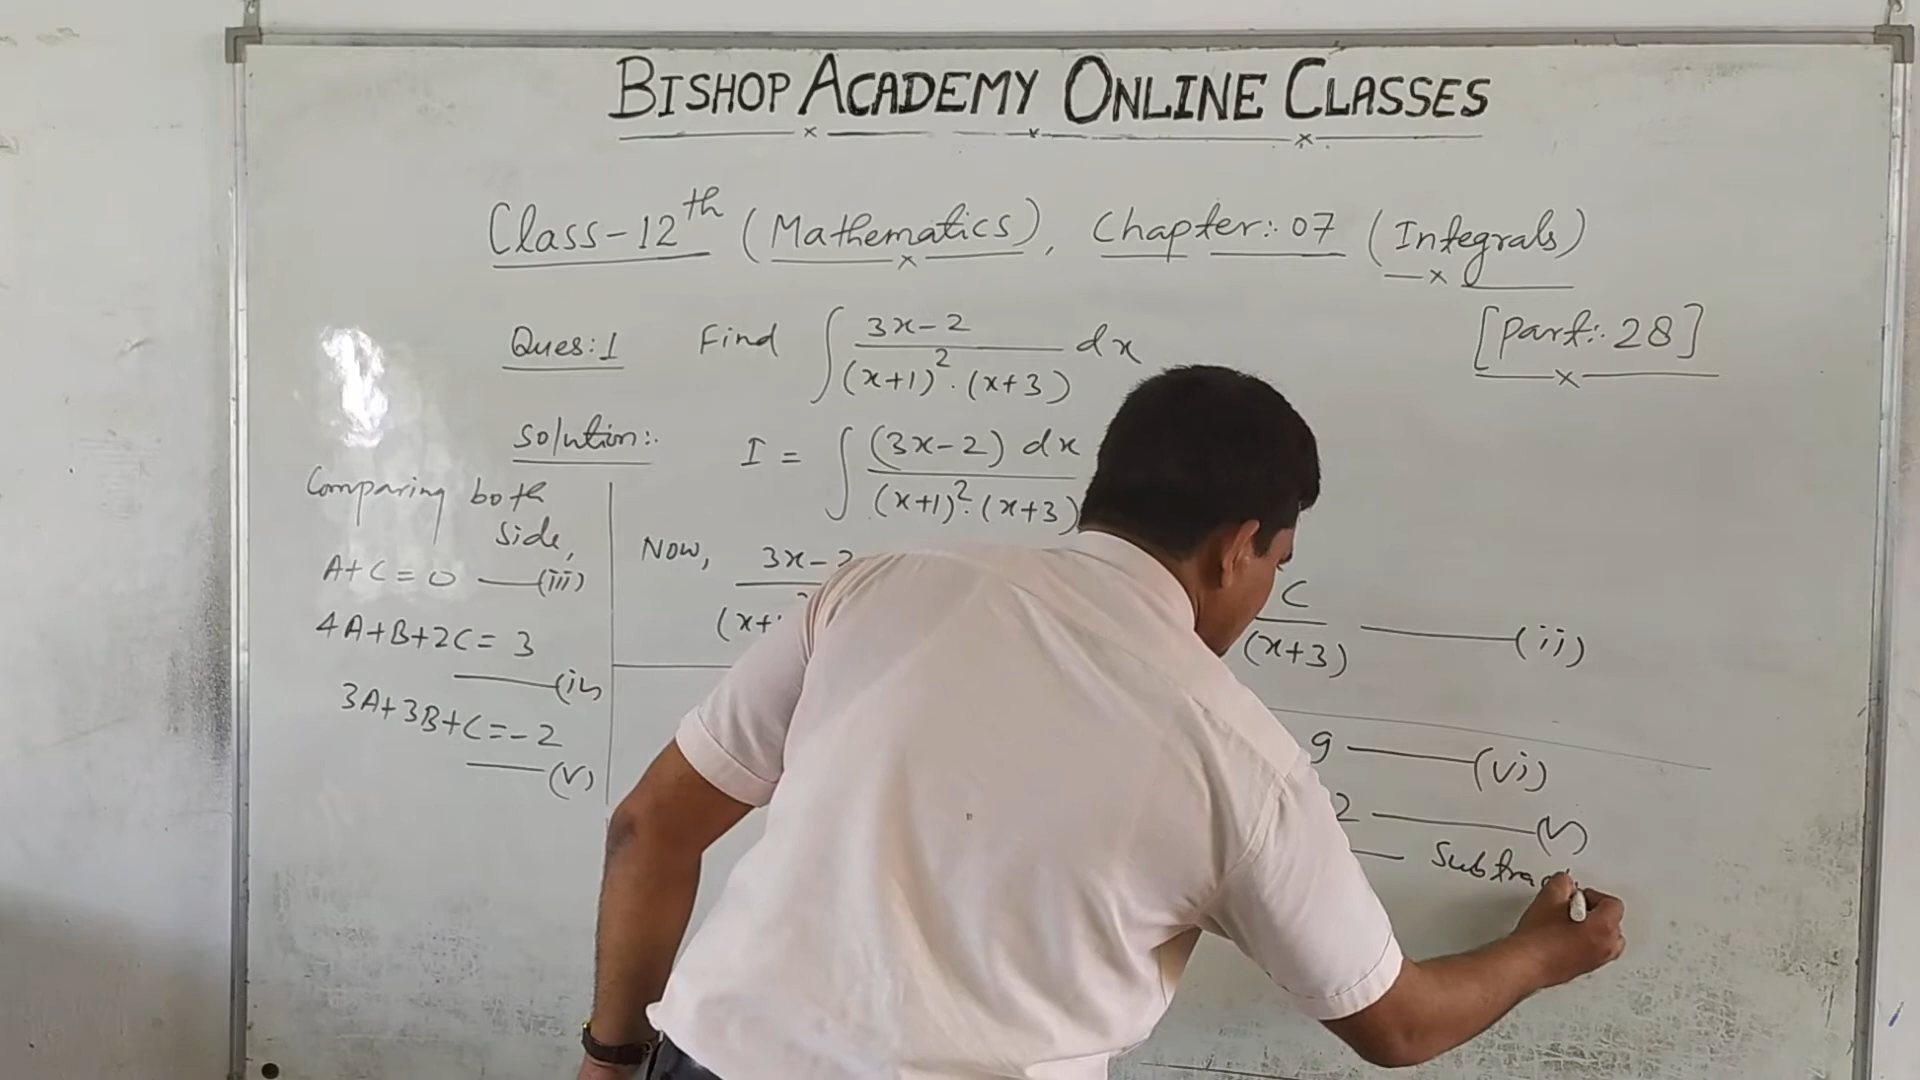 BISHOP ACADEMY ONLINE CLASSES
Class-12th (Mathematics), Chapter:- 07 (Integrals)
[Part:- 28]
Ques:1 Find ∫ 3x-2 / (x+1)². (x+3) dx
Solution:-
I = ∫ (3x-2) dx / (x+1)². (x+3)
Comparing both
side,
A+C = 0 —(iii)
4A+B+2C = 3
—(iv)
3A+3B+C = -2
—(v)
Now, 3x-2
(x+
C / (x+3) —(ii)
9 —(vi)
2 —(v)